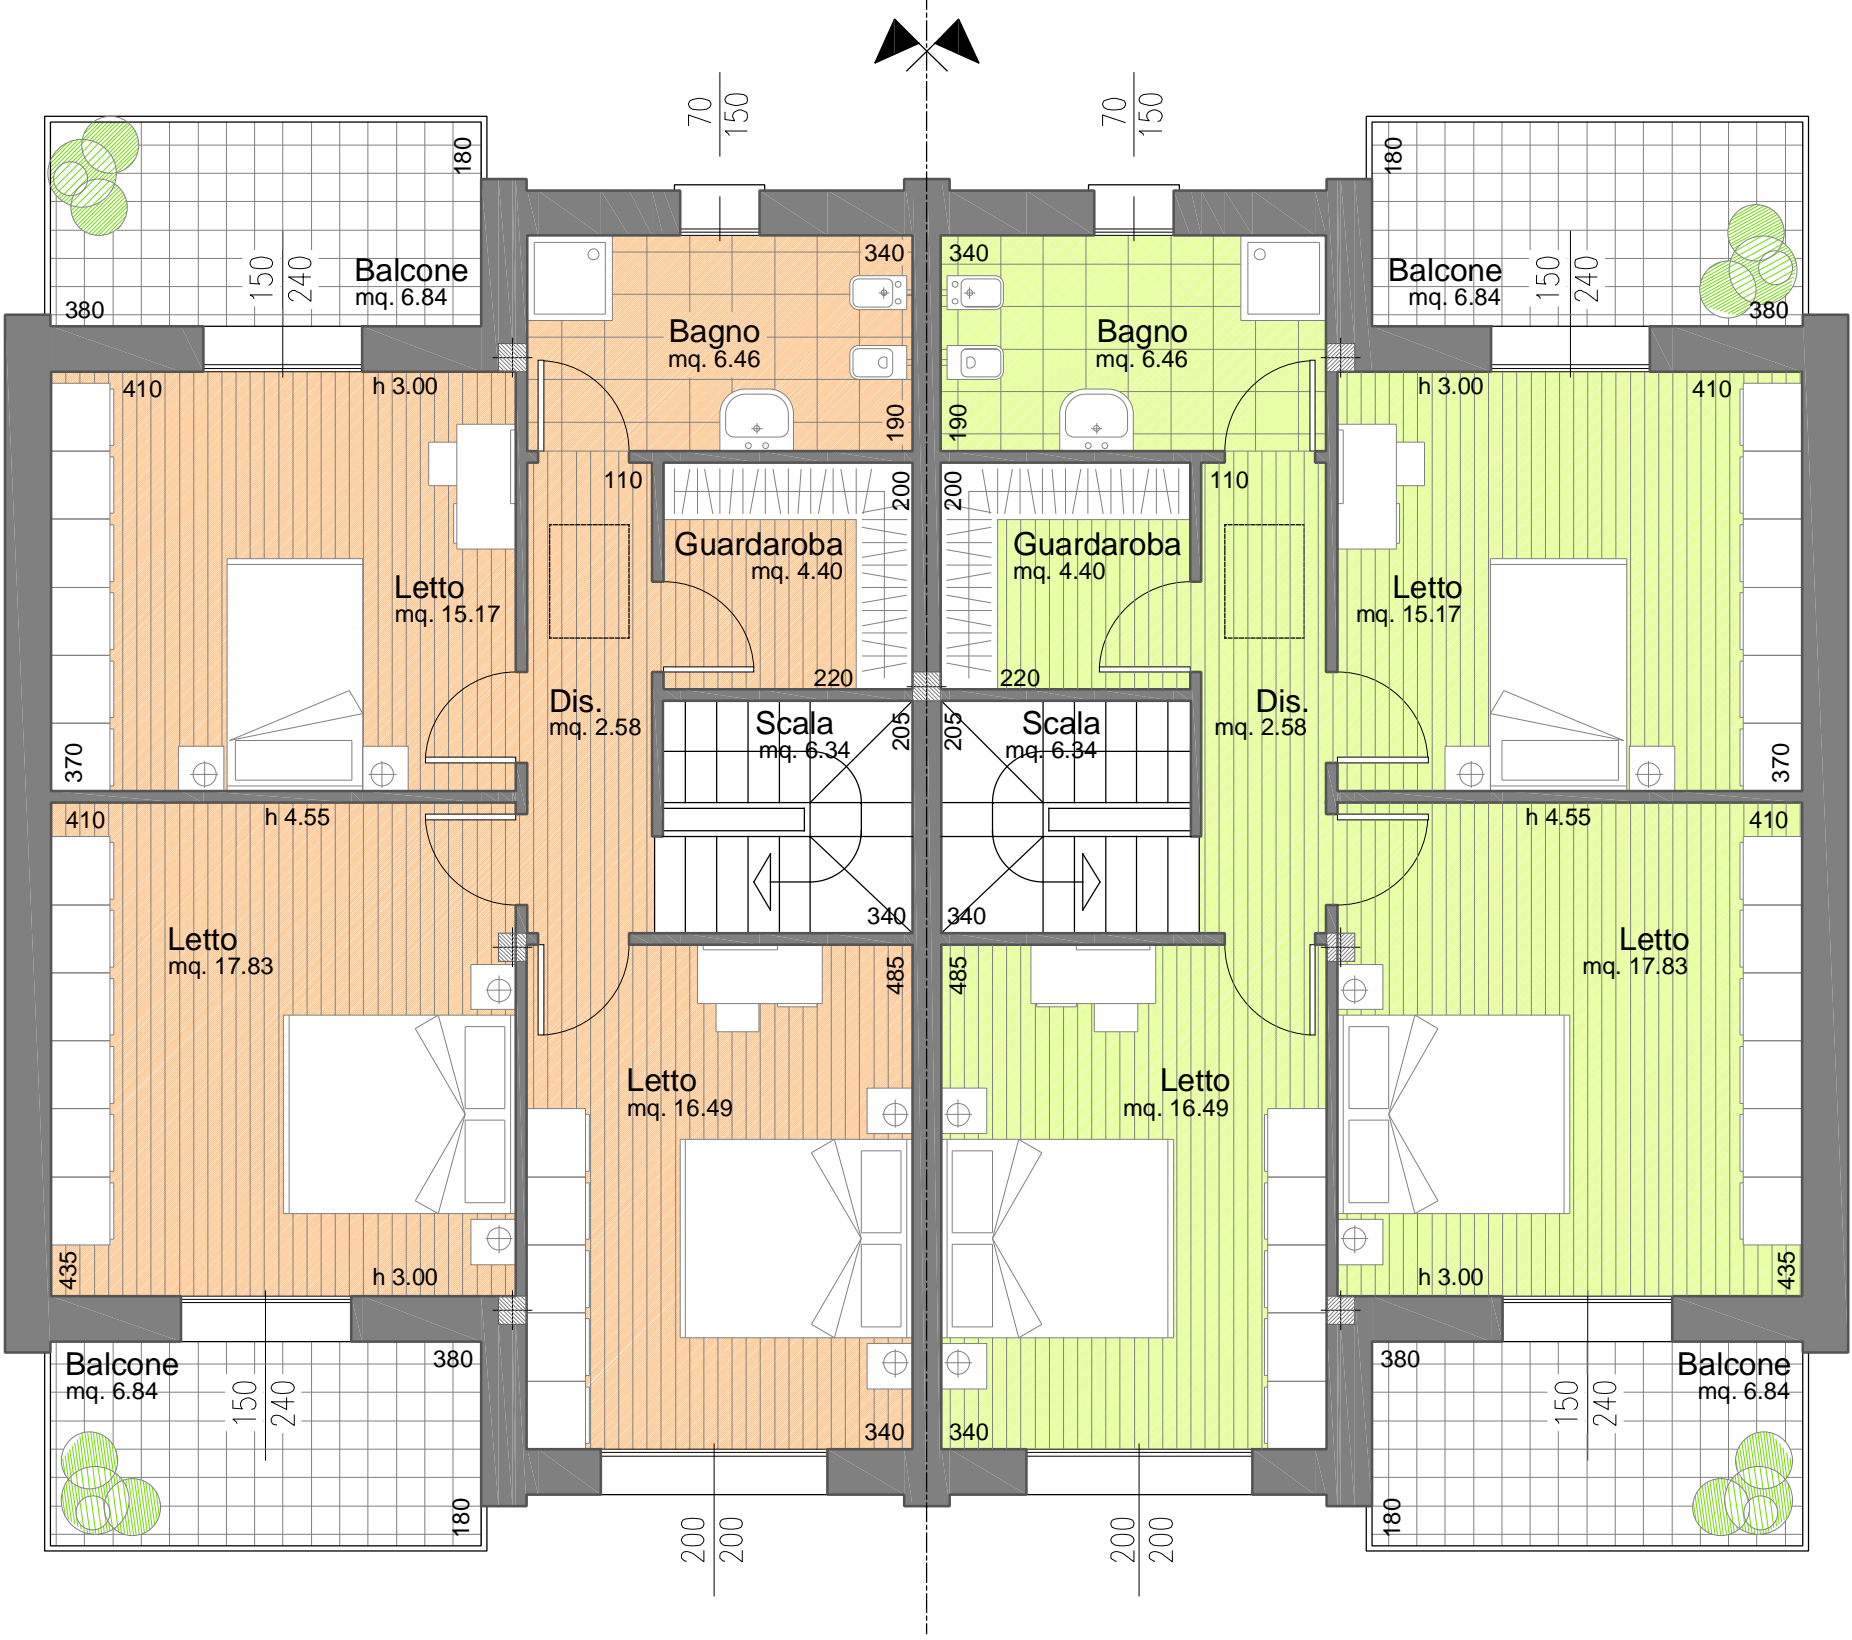 70
150
70
150
180
150
240
Balcone
mq. 6.84
380
180
Balcone
mq. 6.84
150
240
380
340
Bagno
mq. 6.46
190
340
Bagno
mq. 6.46
190
410
h 3.00
Letto
mq. 15.17
370
h 3.00
410
Letto
mq. 15.17
370
110
200
Guardaroba
mq. 4.40
220
200
110
Guardaroba
mq. 4.40
220
Dis.
mq. 2.58
Scala
mq. 6.34
205
340
205
Scala
mq. 6.34
340
Dis.
mq. 2.58
410
h 4.55
Letto
mq. 17.83
435
h 3.00
h 4.55
410
Letto
mq. 17.83
h 3.00
435
485
Letto
mq. 16.49
340
485
Letto
mq. 16.49
340
Balcone
mq. 6.84
380
150
240
180
380
Balcone
mq. 6.84
150
240
180
200
200
200
200